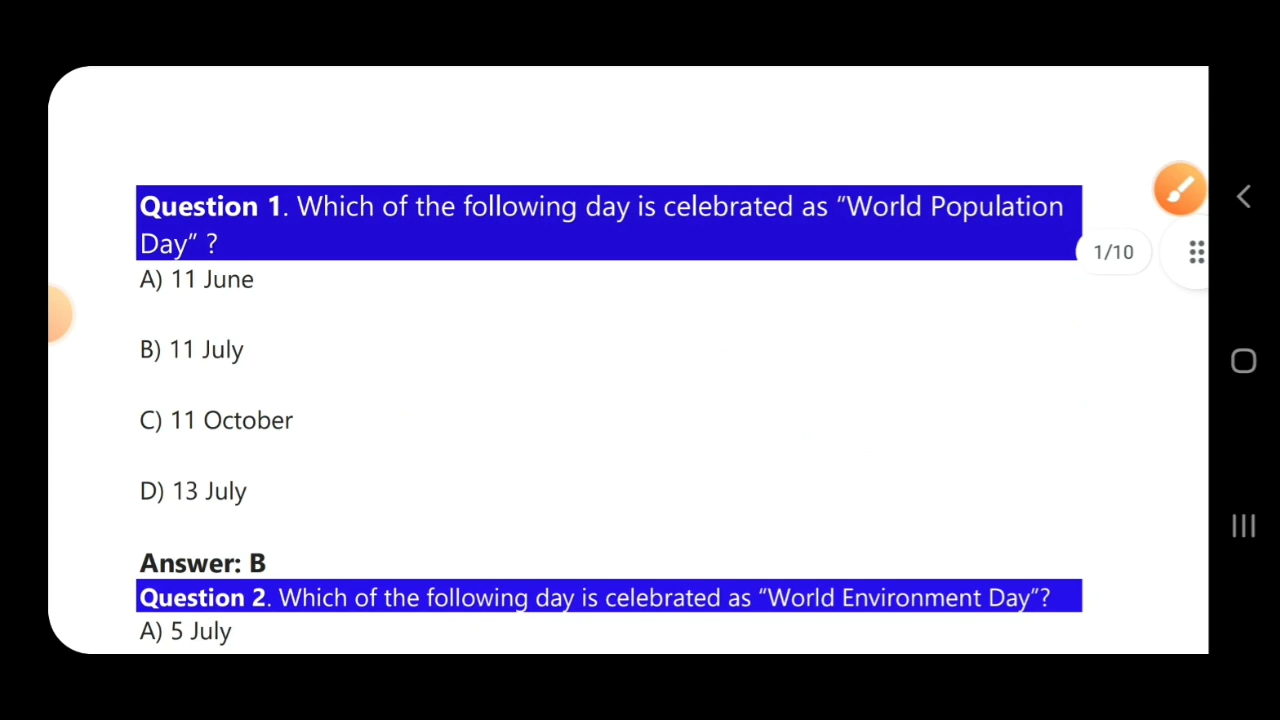 Question 1. Which of the following day is celebrated as “World Population
Day” ?
1/10
A) 11 June
B) 11 July
C) 11 October
D) 13 July
Answer: B
Question 2. Which of the following day is celebrated as “World Environment Day”?
A) 5 July